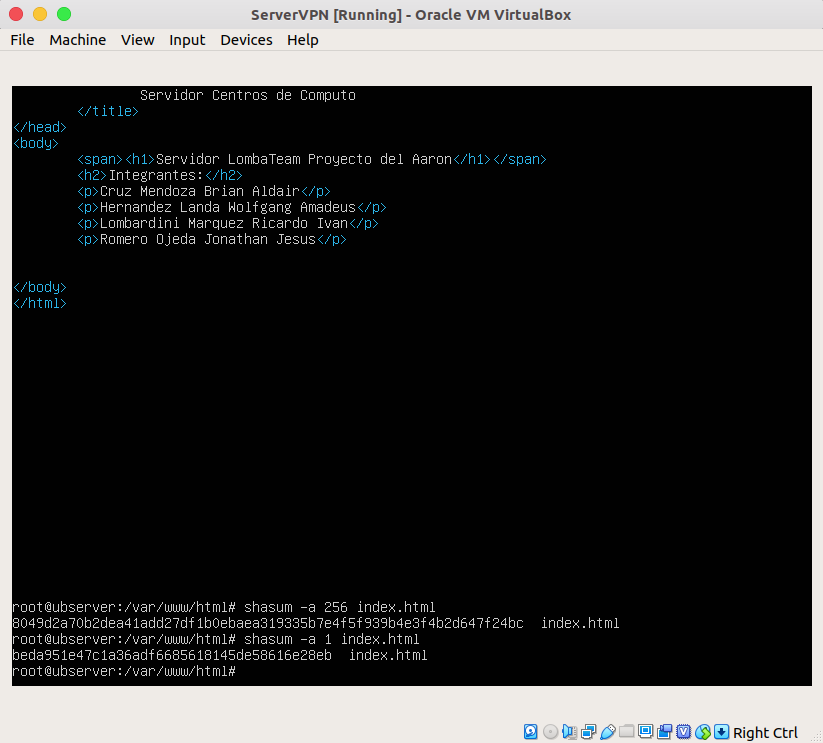 ServerVPN [Running] - Oracle VM VirtualBox
File Machine View Input Devices Help
Servidor Centros de Computo
</title>
</head>
<body>
<span><h1>Servidor LombaTeam Proyecto del Aaron</h1></span>
<h2>Integrantes:</h2>
<p>Cruz Mendoza Brian Aldair</p>
<p>Hernandez Landa Wolfgang Amadeus</p>
<p>Lombardini Marquez Ricardo Ivan</p>
<p>Romero Ojeda Jonathan Jesus</p>
</body>
</html>
root@ubserver:/var/www/html# shasum -a 256 index.html
8049d2a70b2dea41add27df1b0ebaea319335b7e4f5f939b4e3f4b2d647f24bc  index.html
root@ubserver:/var/www/html# shasum -a 1 index.html
beda951e47c1a36adf6685618145de58616e28eb  index.html
root@ubserver:/var/www/html#
Right Ctrl